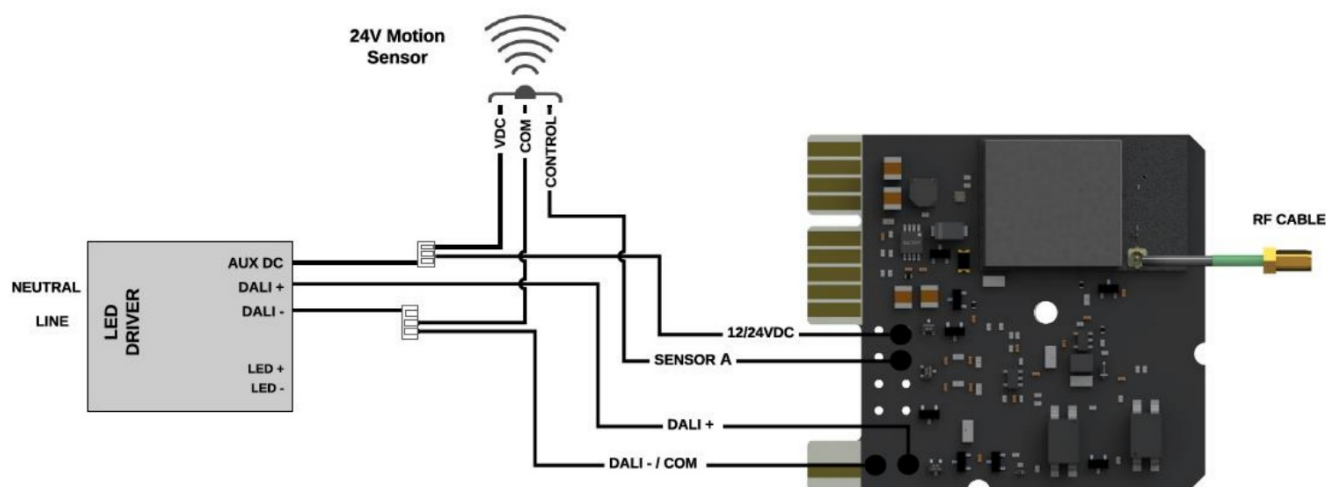 24V Motion
Sensor
VDC
COM
CONTROL
RF CABLE
AUX DC
DALI +
DALI -
NEUTRAL
LINE
LED
DRIVER
LED +
LED -
12/24VDC
SENSOR A
DALI +
DALI - / COM